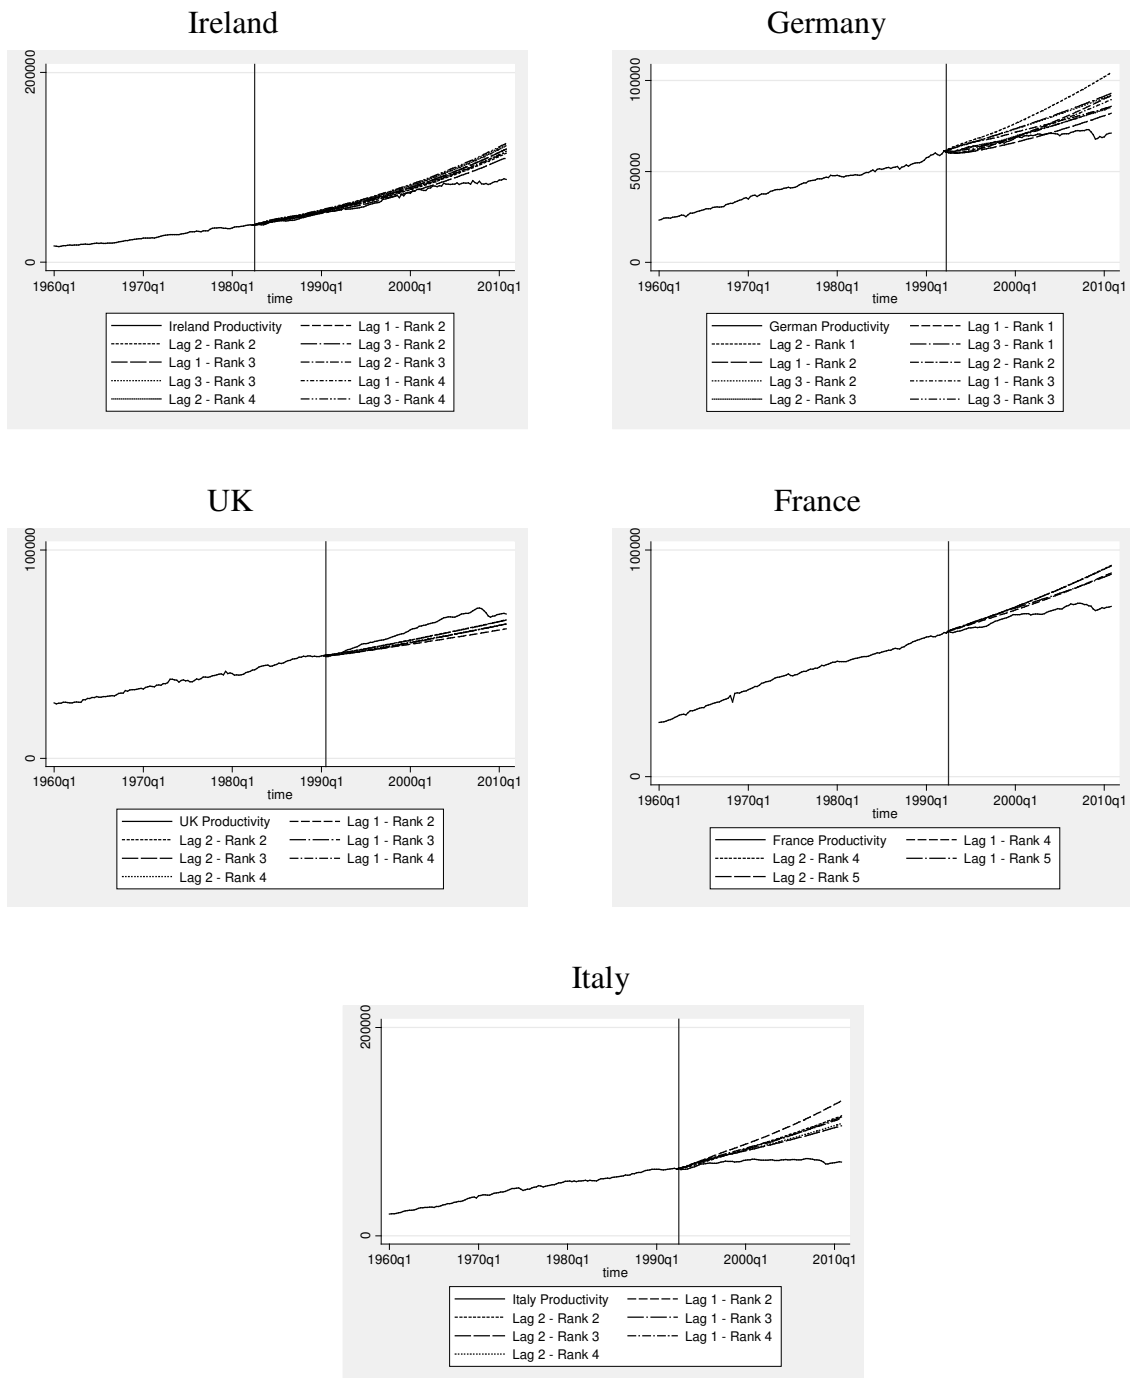 Ireland
200000
0
1960q1 1970q1 1980q1 1990q1 2000q1 2010q1
time
Ireland Productivity Lag 1 - Rank 2
Lag 2 - Rank 2 Lag 3 - Rank 2
Lag 1 - Rank 3 Lag 2 - Rank 3
Lag 3 - Rank 3 Lag 1 - Rank 4
Lag 2 - Rank 4 Lag 3 - Rank 4
Germany
100000
50000
0
1960q1 1970q1 1980q1 1990q1 2000q1 2010q1
time
German Productivity Lag 1 - Rank 1
Lag 2 - Rank 1 Lag 3 - Rank 1
Lag 1 - Rank 2 Lag 2 - Rank 2
Lag 3 - Rank 2 Lag 1 - Rank 3
Lag 2 - Rank 3 Lag 3 - Rank 3
UK
100000
0
1960q1 1970q1 1980q1 1990q1 2000q1 2010q1
time
UK Productivity Lag 1 - Rank 2
Lag 2 - Rank 2 Lag 1 - Rank 3
Lag 2 - Rank 3 Lag 1 - Rank 4
Lag 2 - Rank 4
France
100000
0
1960q1 1970q1 1980q1 1990q1 2000q1 2010q1
time
France Productivity Lag 1 - Rank 4
Lag 2 - Rank 4 Lag 1 - Rank 5
Lag 2 - Rank 5
Italy
200000
0
1960q1 1970q1 1980q1 1990q1 2000q1 2010q1
time
Italy Productivity Lag 1 - Rank 2
Lag 2 - Rank 2 Lag 1 - Rank 3
Lag 2 - Rank 3 Lag 1 - Rank 4
Lag 2 - Rank 4